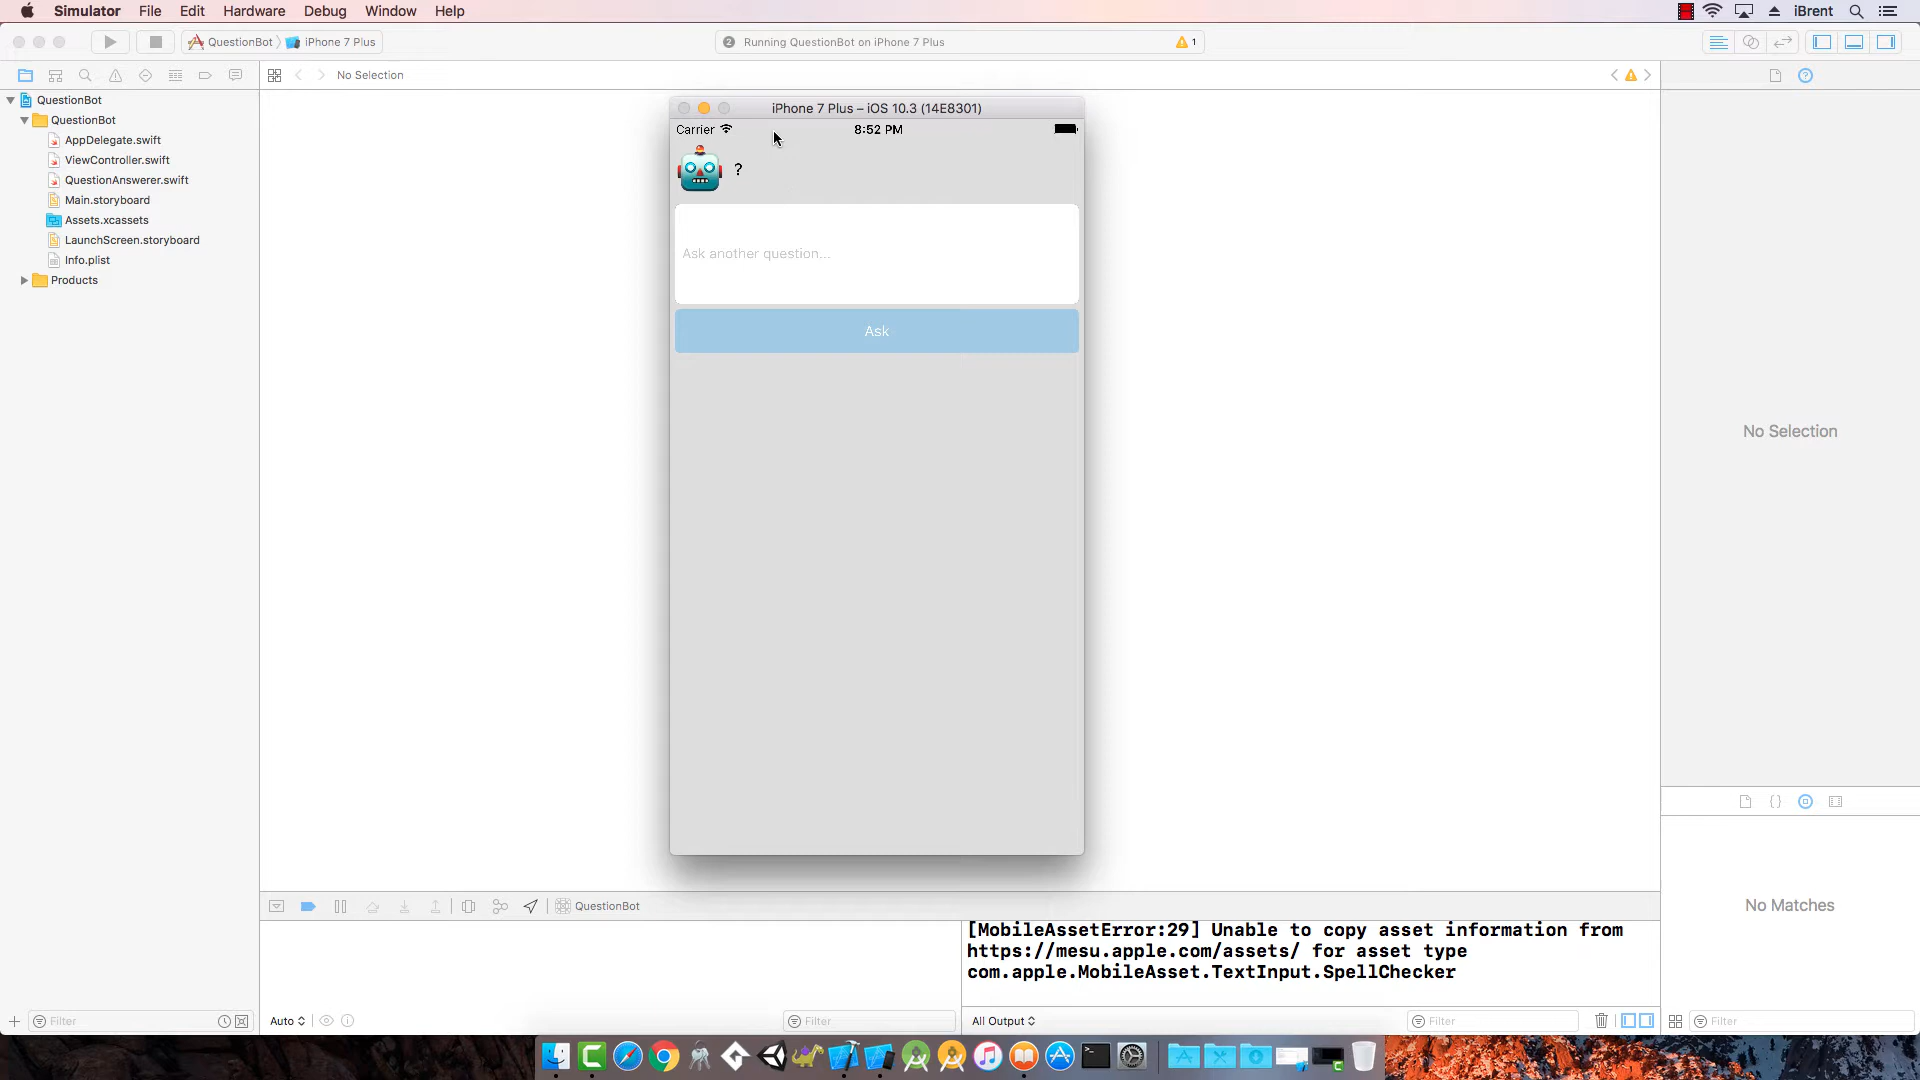 Simulator File Edit Hardware Debug Window Help iBrent
QuestionBot iPhone 7 Plus 2 Running QuestionBot on iPhone 7 Plus 1
No Selection
QuestionBot
QuestionBot
AppDelegate.swift
ViewController.swift
QuestionAnswerer.swift
Main.storyboard
Assets.xcassets
LaunchScreen.storyboard
Info.plist
Products
iPhone 7 Plus – iOS 10.3 (14E8301)
Carrier 8:52 PM
?
Ask another question...
Ask
No Selection
No Matches
QuestionBot
[MobileAssetError:29] Unable to copy asset information from
https://mesu.apple.com/assets/ for asset type
com.apple.MobileAsset.TextInput.SpellChecker
Filter Auto Filter All Output Filter Filter